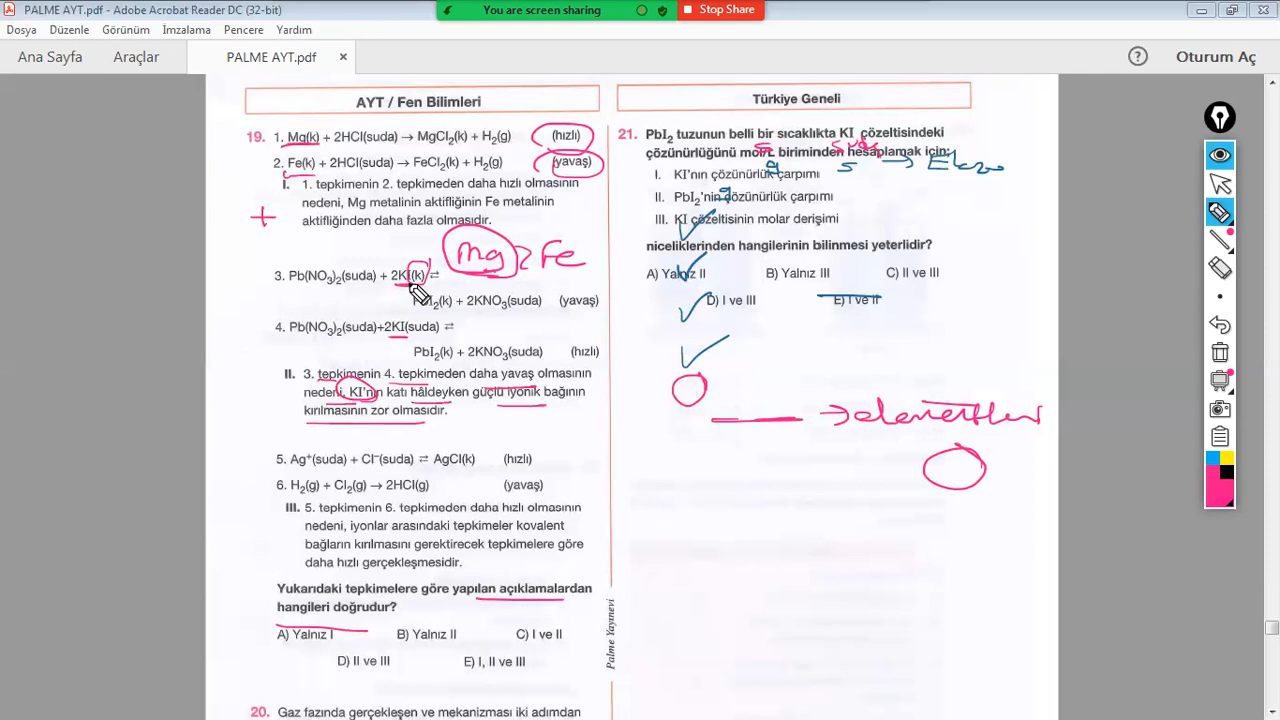 PALME AYT.pdf - Adobe Acrobat Reader DC (32-bit)
You are screen sharing
Stop Share
Dosya Düzenle Görünüm İmzalama Pencere Yardım
Ana Sayfa Araçlar PALME AYT.pdf × Oturum Aç
AYT / Fen Bilimleri
19. 1. Mg(k) + 2HCl(suda) → MgCl₂(k) + H₂(g) (hızlı)
2. Fe(k) + 2HCl(suda) → FeCl₂(k) + H₂(g) (yavaş)
I. 1. tepkimenin 2. tepkimeden daha hızlı olmasının
nedeni, Mg metalinin aktifliğinin Fe metalinin
aktifliğinden daha fazla olmasıdır.
+
Mg > Fe
3. Pb(NO₃)₂(suda) + 2KI(k) ⇌
I₂(k) + 2KNO₃(suda) (yavaş)
4. Pb(NO₃)₂(suda)+2KI(suda) ⇌
PbI₂(k) + 2KNO₃(suda) (hızlı)
II. 3. tepkimenin 4. tepkimeden daha yavaş olmasının
nedeni, KI'nın katı hâldeyken güçlü iyonik bağının
kırılmasının zor olmasıdır.
5. Ag⁺(suda) + Cl⁻(suda) ⇌ AgCl(k) (hızlı)
6. H₂(g) + Cl₂(g) → 2HCl(g) (yavaş)
III. 5. tepkimenin 6. tepkimeden daha hızlı olmasının
nedeni, iyonlar arasındaki tepkimeler kovalent
bağların kırılmasını gerektirecek tepkimelere göre
daha hızlı gerçekleşmesidir.
Yukarıdaki tepkimelere göre yapılan açıklamalardan
hangileri doğrudur?
A) Yalnız I B) Yalnız II C) I ve II
D) II ve III E) I, II ve III
20. Gaz fazında gerçekleşen ve mekanizması iki adımdan
Palme Yayınevi
Türkiye Geneli
21. PbI₂ tuzunun belli bir sıcaklıkta KI çözeltisindeki
çözünürlüğünü mol/L biriminden hesaplamak için;
I. KI'nın çözünürlük çarpımı
II. PbI₂'nin çözünürlük çarpımı
III. KI çözeltisinin molar derişimi
niceliklerinden hangilerinin bilinmesi yeterlidir?
A) Yalnız II B) Yalnız III C) II ve III
D) I ve III E) I ve II